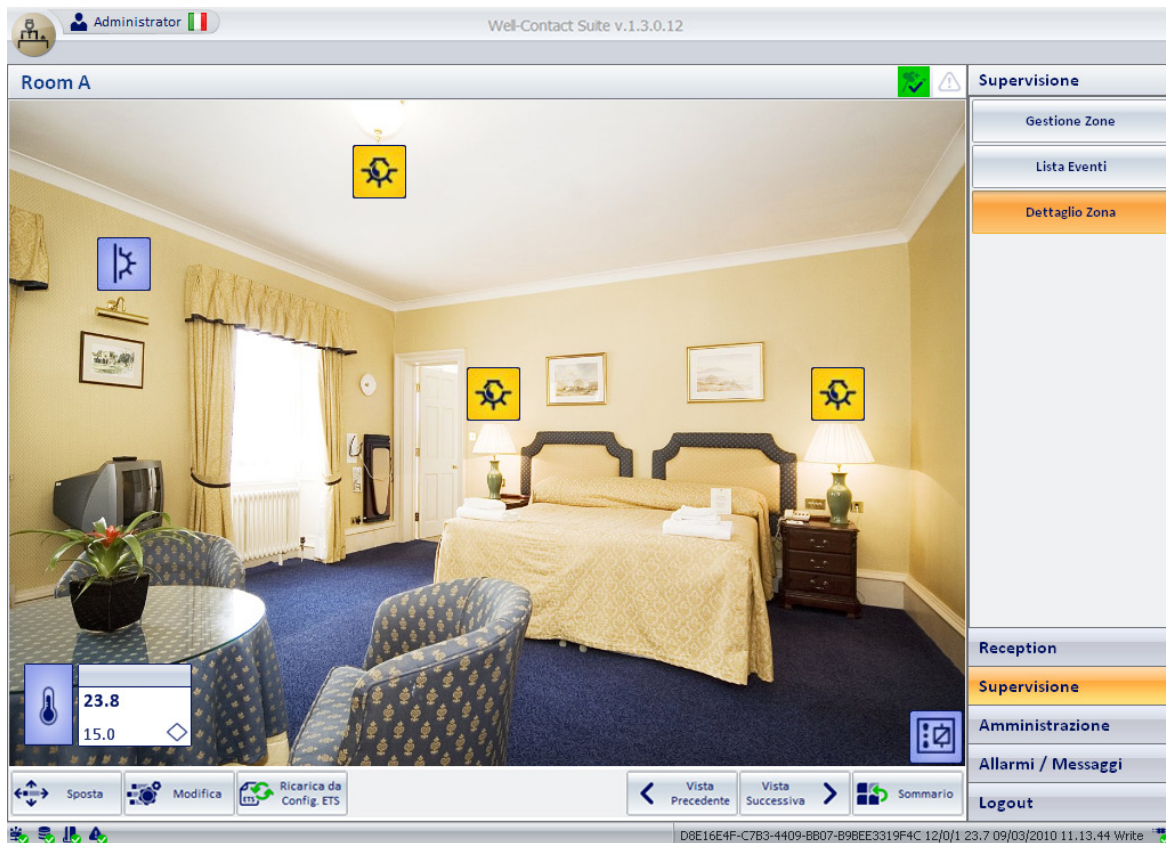 Administrator
Well-Contact Suite v.1.3.0.12
Room A
Supervisione
Gestione Zone
Lista Eventi
Dettaglio Zona
23.8
15.0
Reception
Supervisione
Amministrazione
Allarmi / Messaggi
Logout
Sposta
Modifica
ETS
Ricarica da
Config. ETS
Vista
Precedente
Vista
Successiva
Sommario
D8E16E4F-C7B3-4409-BB07-B9BEE3319F4C 12/0/1 23.7 09/03/2010 11.13.44 Write